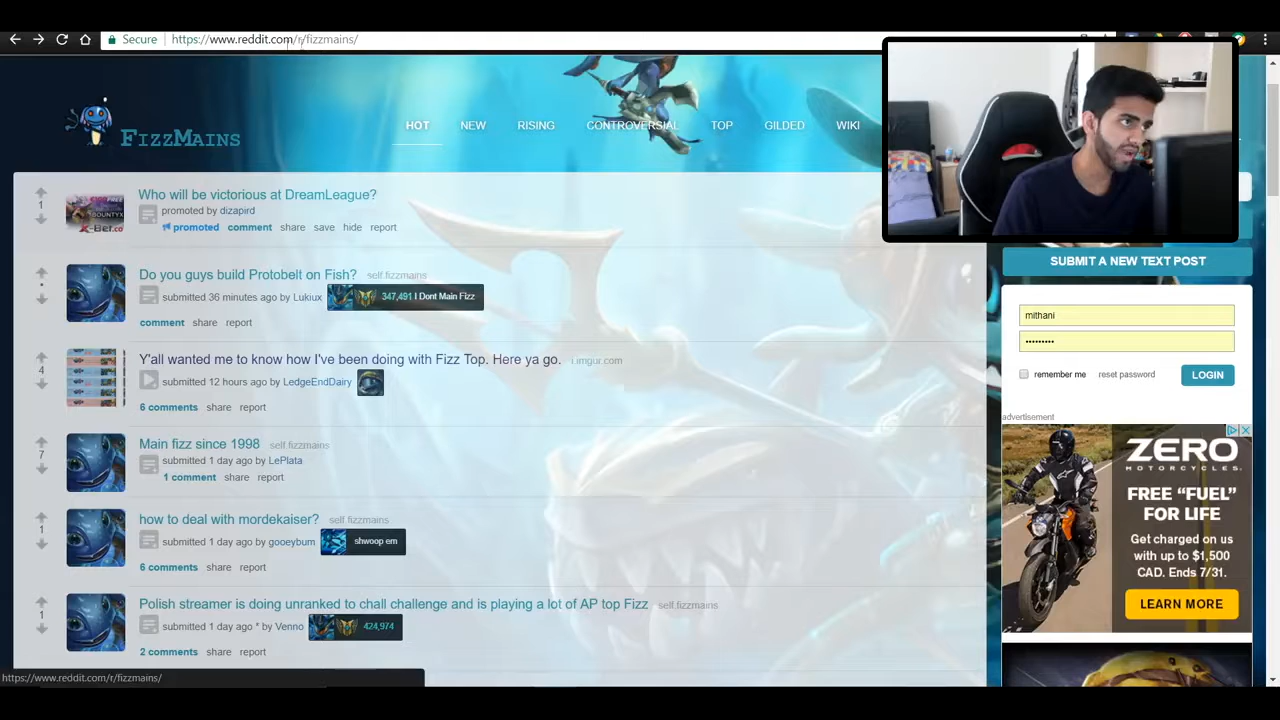 Secure https://www.reddit.com/r/fizzmains/
FIZZMAINS
HOT NEW RISING CONTROVERSIAL TOP GILDED WIKI
1
Who will be victorious at DreamLeague?
promoted by dizapird
promoted comment share save hide report
Do you guys build Protobelt on Fish? self.fizzmains
submitted 36 minutes ago by Lukiux 347,491 I Dont Main Fizz
comment share report
4
Y'all wanted me to know how I've been doing with Fizz Top. Here ya go. i.imgur.com
submitted 12 hours ago by LedgeEndDairy
6 comments share report
7
Main fizz since 1998 self.fizzmains
submitted 1 day ago by LePlata
1 comment share report
1
how to deal with mordekaiser? self.fizzmains
submitted 1 day ago by gooeybum shwoop em
6 comments share report
1
Polish streamer is doing unranked to chall challenge and is playing a lot of AP top Fizz self.fizzmains
submitted 1 day ago * by Venno 424,974
2 comments share report
https://www.reddit.com/r/fizzmains/
SUBMIT A NEW TEXT POST
mithani
•••••••••
remember me reset password LOGIN
advertisement
ZERO
MOTORCYCLES.
FREE “FUEL”
FOR LIFE
Get charged on us
with up to $1,500
CAD. Ends 7/31.
LEARN MORE